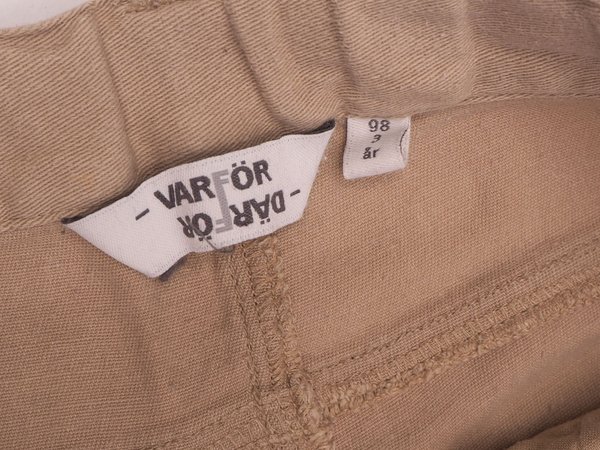 - VARFÖR
- DÄRFÖR
98
3
år